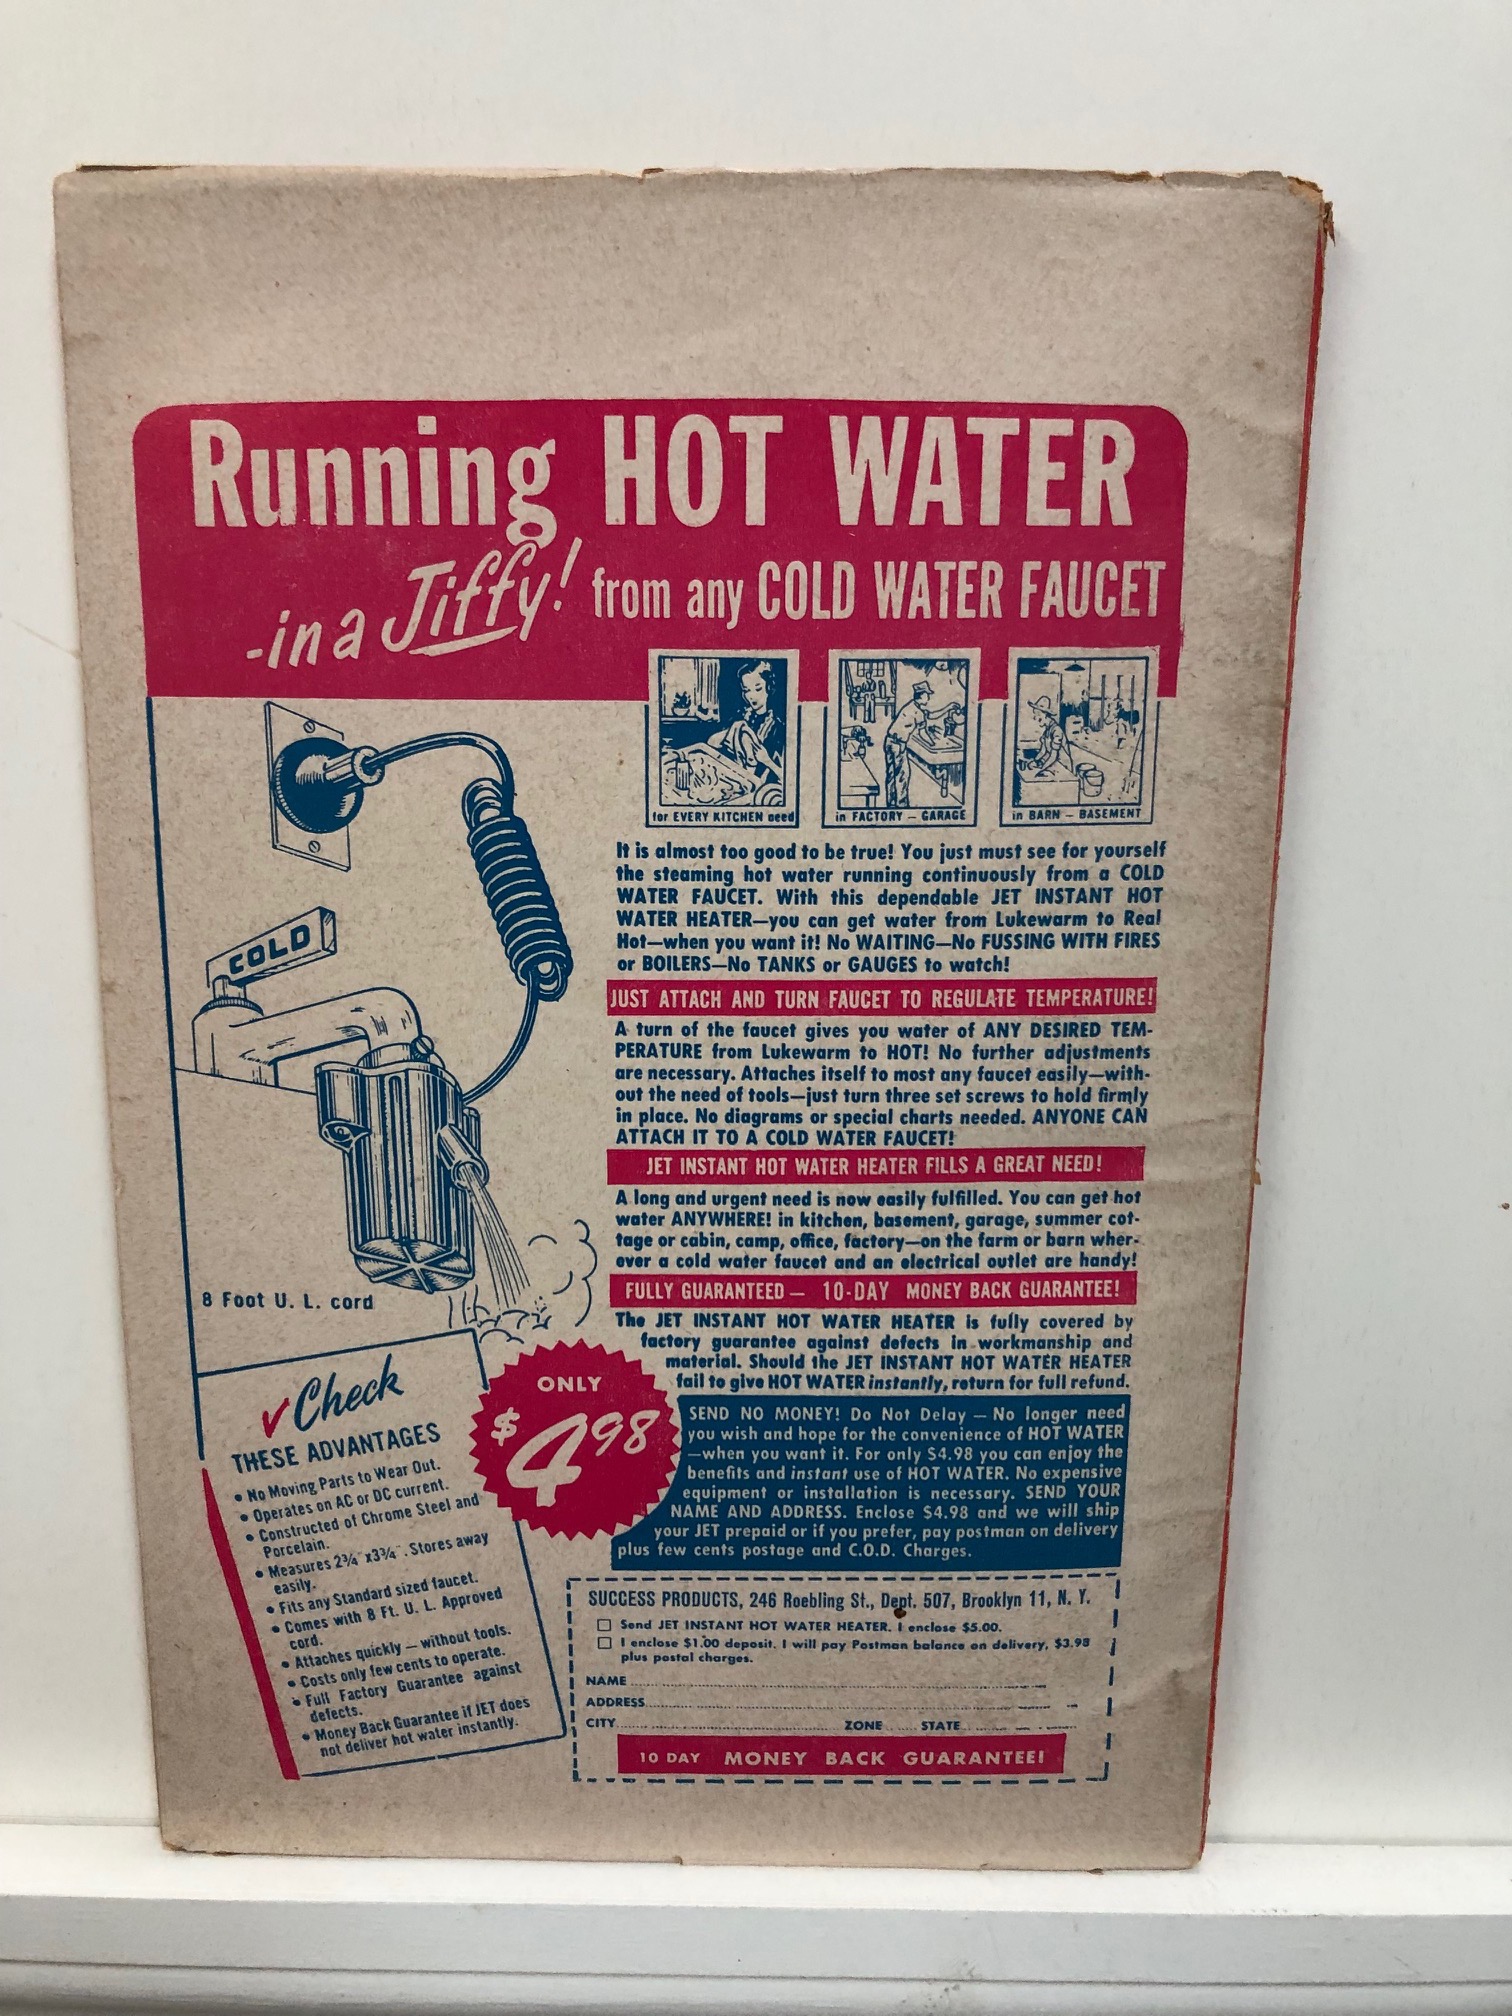 Running HOT WATER
-in a Jiffy! from any COLD WATER FAUCET
for EVERY KITCHEN need
in FACTORY – GARAGE
in BARN – BASEMENT
COLD
8 Foot U. L. cord
It is almost too good to be true! You just must see for yourself
the steaming hot water running continuously from a COLD
WATER FAUCET. With this dependable JET INSTANT HOT
WATER HEATER—you can get water from Lukewarm to Real
Hot—when you want it! No WAITING—No FUSSING WITH FIRES
or BOILERS—No TANKS or GAUGES to watch!
JUST ATTACH AND TURN FAUCET TO REGULATE TEMPERATURE!
A turn of the faucet gives you water of ANY DESIRED TEM-
PERATURE from Lukewarm to HOT! No further adjustments
are necessary. Attaches itself to most any faucet easily—with-
out the need of tools—just turn three set screws to hold firmly
in place. No diagrams or special charts needed. ANYONE CAN
ATTACH IT TO A COLD WATER FAUCET!
JET INSTANT HOT WATER HEATER FILLS A GREAT NEED!
A long and urgent need is now easily fulfilled. You can get hot
water ANYWHERE! in kitchen, basement, garage, summer cot-
tage or cabin, camp, office, factory—on the farm or barn wher-
ever a cold water faucet and an electrical outlet are handy!
FULLY GUARANTEED — 10-DAY MONEY BACK GUARANTEE!
The JET INSTANT HOT WATER HEATER is fully covered by
factory guarantee against defects in workmanship and
material. Should the JET INSTANT HOT WATER HEATER
fail to give HOT WATER instantly, return for full refund.
✓Check
THESE ADVANTAGES
• No Moving Parts to Wear Out.
• Operates on AC or DC current.
• Constructed of Chrome Steel and
Porcelain.
• Measures 2¾" x3¾". Stores away
easily.
• Fits any Standard sized faucet.
• Comes with 8 Ft. U. L. Approved
cord.
• Attaches quickly — without tools.
• Costs only few cents to operate.
• Full Factory Guarantee against
defects.
• Money Back Guarantee if JET does
not deliver hot water instantly.
ONLY
$4.98
SEND NO MONEY! Do Not Delay — No longer need
you wish and hope for the convenience of HOT WATER
—when you want it. For only $4.98 you can enjoy the
benefits and instant use of HOT WATER. No expensive
equipment or installation is necessary. SEND YOUR
NAME AND ADDRESS. Enclose $4.98 and we will ship
your JET prepaid or if you prefer, pay postman on delivery
plus few cents postage and C.O.D. Charges.
SUCCESS PRODUCTS, 246 Roebling St., Dept. 507, Brooklyn 11, N. Y.
☐ Send JET INSTANT HOT WATER HEATER. I enclose $5.00.
☐ I enclose $1.00 deposit. I will pay Postman balance on delivery, $3.98
plus postal charges.
NAME
ADDRESS
CITY ZONE STATE
10 DAY MONEY BACK GUARANTEE!